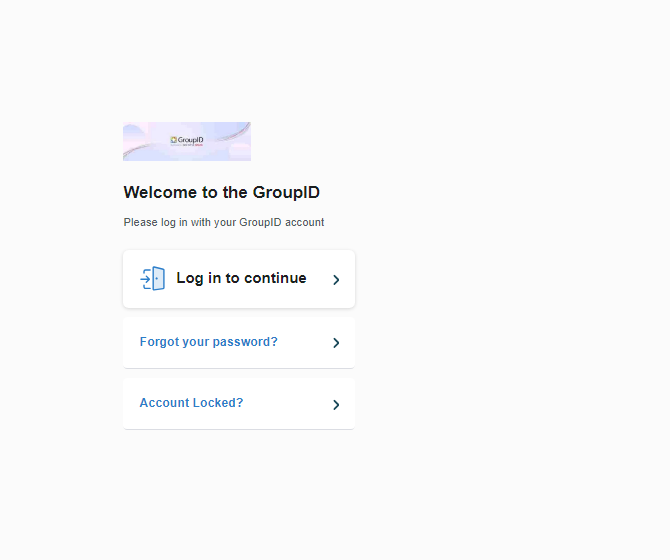 GroupID
Welcome to the GroupID
Please log in with your GroupID account
Log in to continue
Forgot your password?
Account Locked?